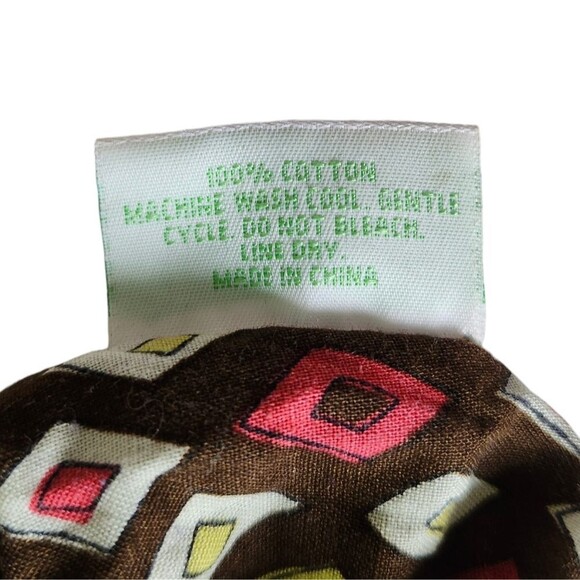 100% COTTON
MACHINE WASH COOL. GENTLE
CYCLE. DO NOT BLEACH.
LINE DRY.
MADE IN CHINA